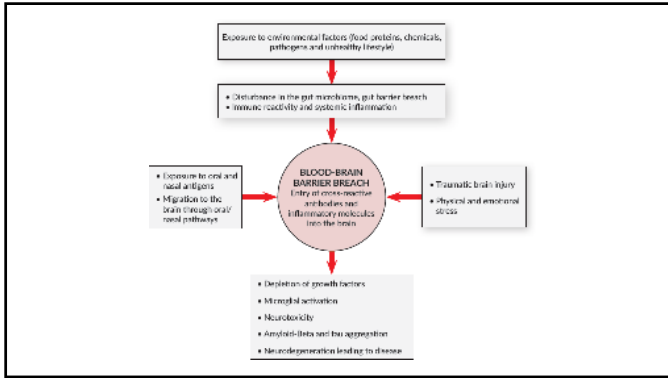 Exposure to environmental factors (food proteins, chemicals,
pathogens and unhealthy lifestyle)
• Disturbance in the gut microbiome, gut barrier breach
• Immune reactivity and systemic inflammation
• Exposure to oral and
nasal antigens
• Migration to the
brain through oral/
nasal pathways
BLOOD-BRAIN
BARRIER BREACH
Entry of cross-reactive
antibodies and
inflammatory molecules
into the brain
• Traumatic brain injury
• Physical and emotional
stress
• Depletion of growth factors
• Microglial activation
• Neurotoxicity
• Amyloid-Beta and tau aggregation
• Neurodegeneration leading to disease